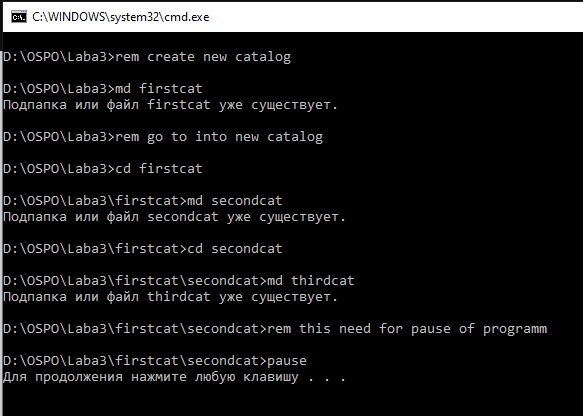 C:\WINDOWS\system32\cmd.exe
D:\OSPO\Laba3>rem create new catalog
D:\OSPO\Laba3>md firstcat
Подпапка или файл firstcat уже существует.
D:\OSPO\Laba3>rem go to into new catalog
D:\OSPO\Laba3>cd firstcat
D:\OSPO\Laba3\firstcat>md secondcat
Подпапка или файл secondcat уже существует.
D:\OSPO\Laba3\firstcat>cd secondcat
D:\OSPO\Laba3\firstcat\secondcat>md thirdcat
Подпапка или файл thirdcat уже существует.
D:\OSPO\Laba3\firstcat\secondcat>rem this need for pause of programm
D:\OSPO\Laba3\firstcat\secondcat>pause
Для продолжения нажмите любую клавишу . . .